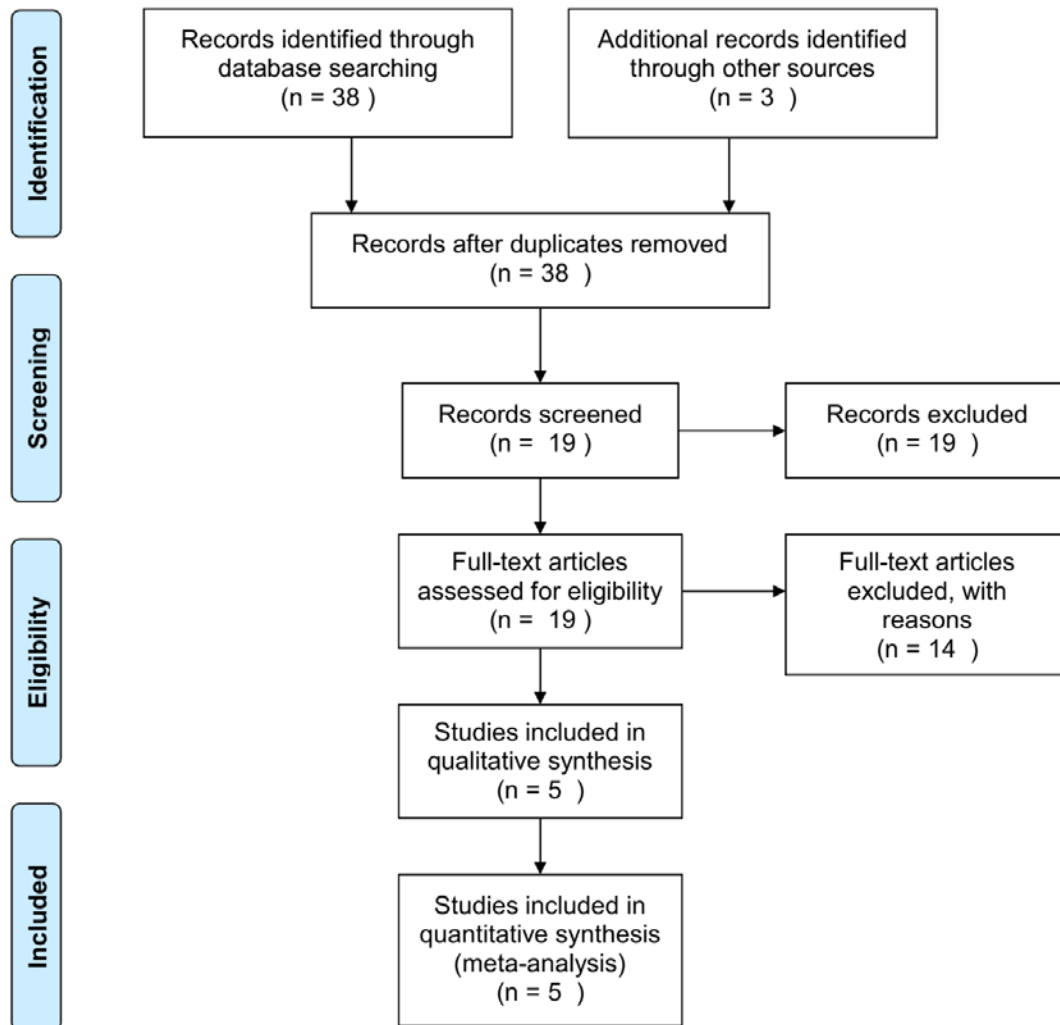 Identification
Records identified through
database searching
(n = 38 )
Additional records identified
through other sources
(n = 3 )
Records after duplicates removed
(n = 38 )
Screening
Records screened
(n = 19 )
Records excluded
(n = 19 )
Eligibility
Full-text articles
assessed for eligibility
(n = 19 )
Full-text articles
excluded, with
reasons
(n = 14 )
Studies included in
qualitative synthesis
(n = 5 )
Included
Studies included in
quantitative synthesis
(meta-analysis)
(n = 5 )